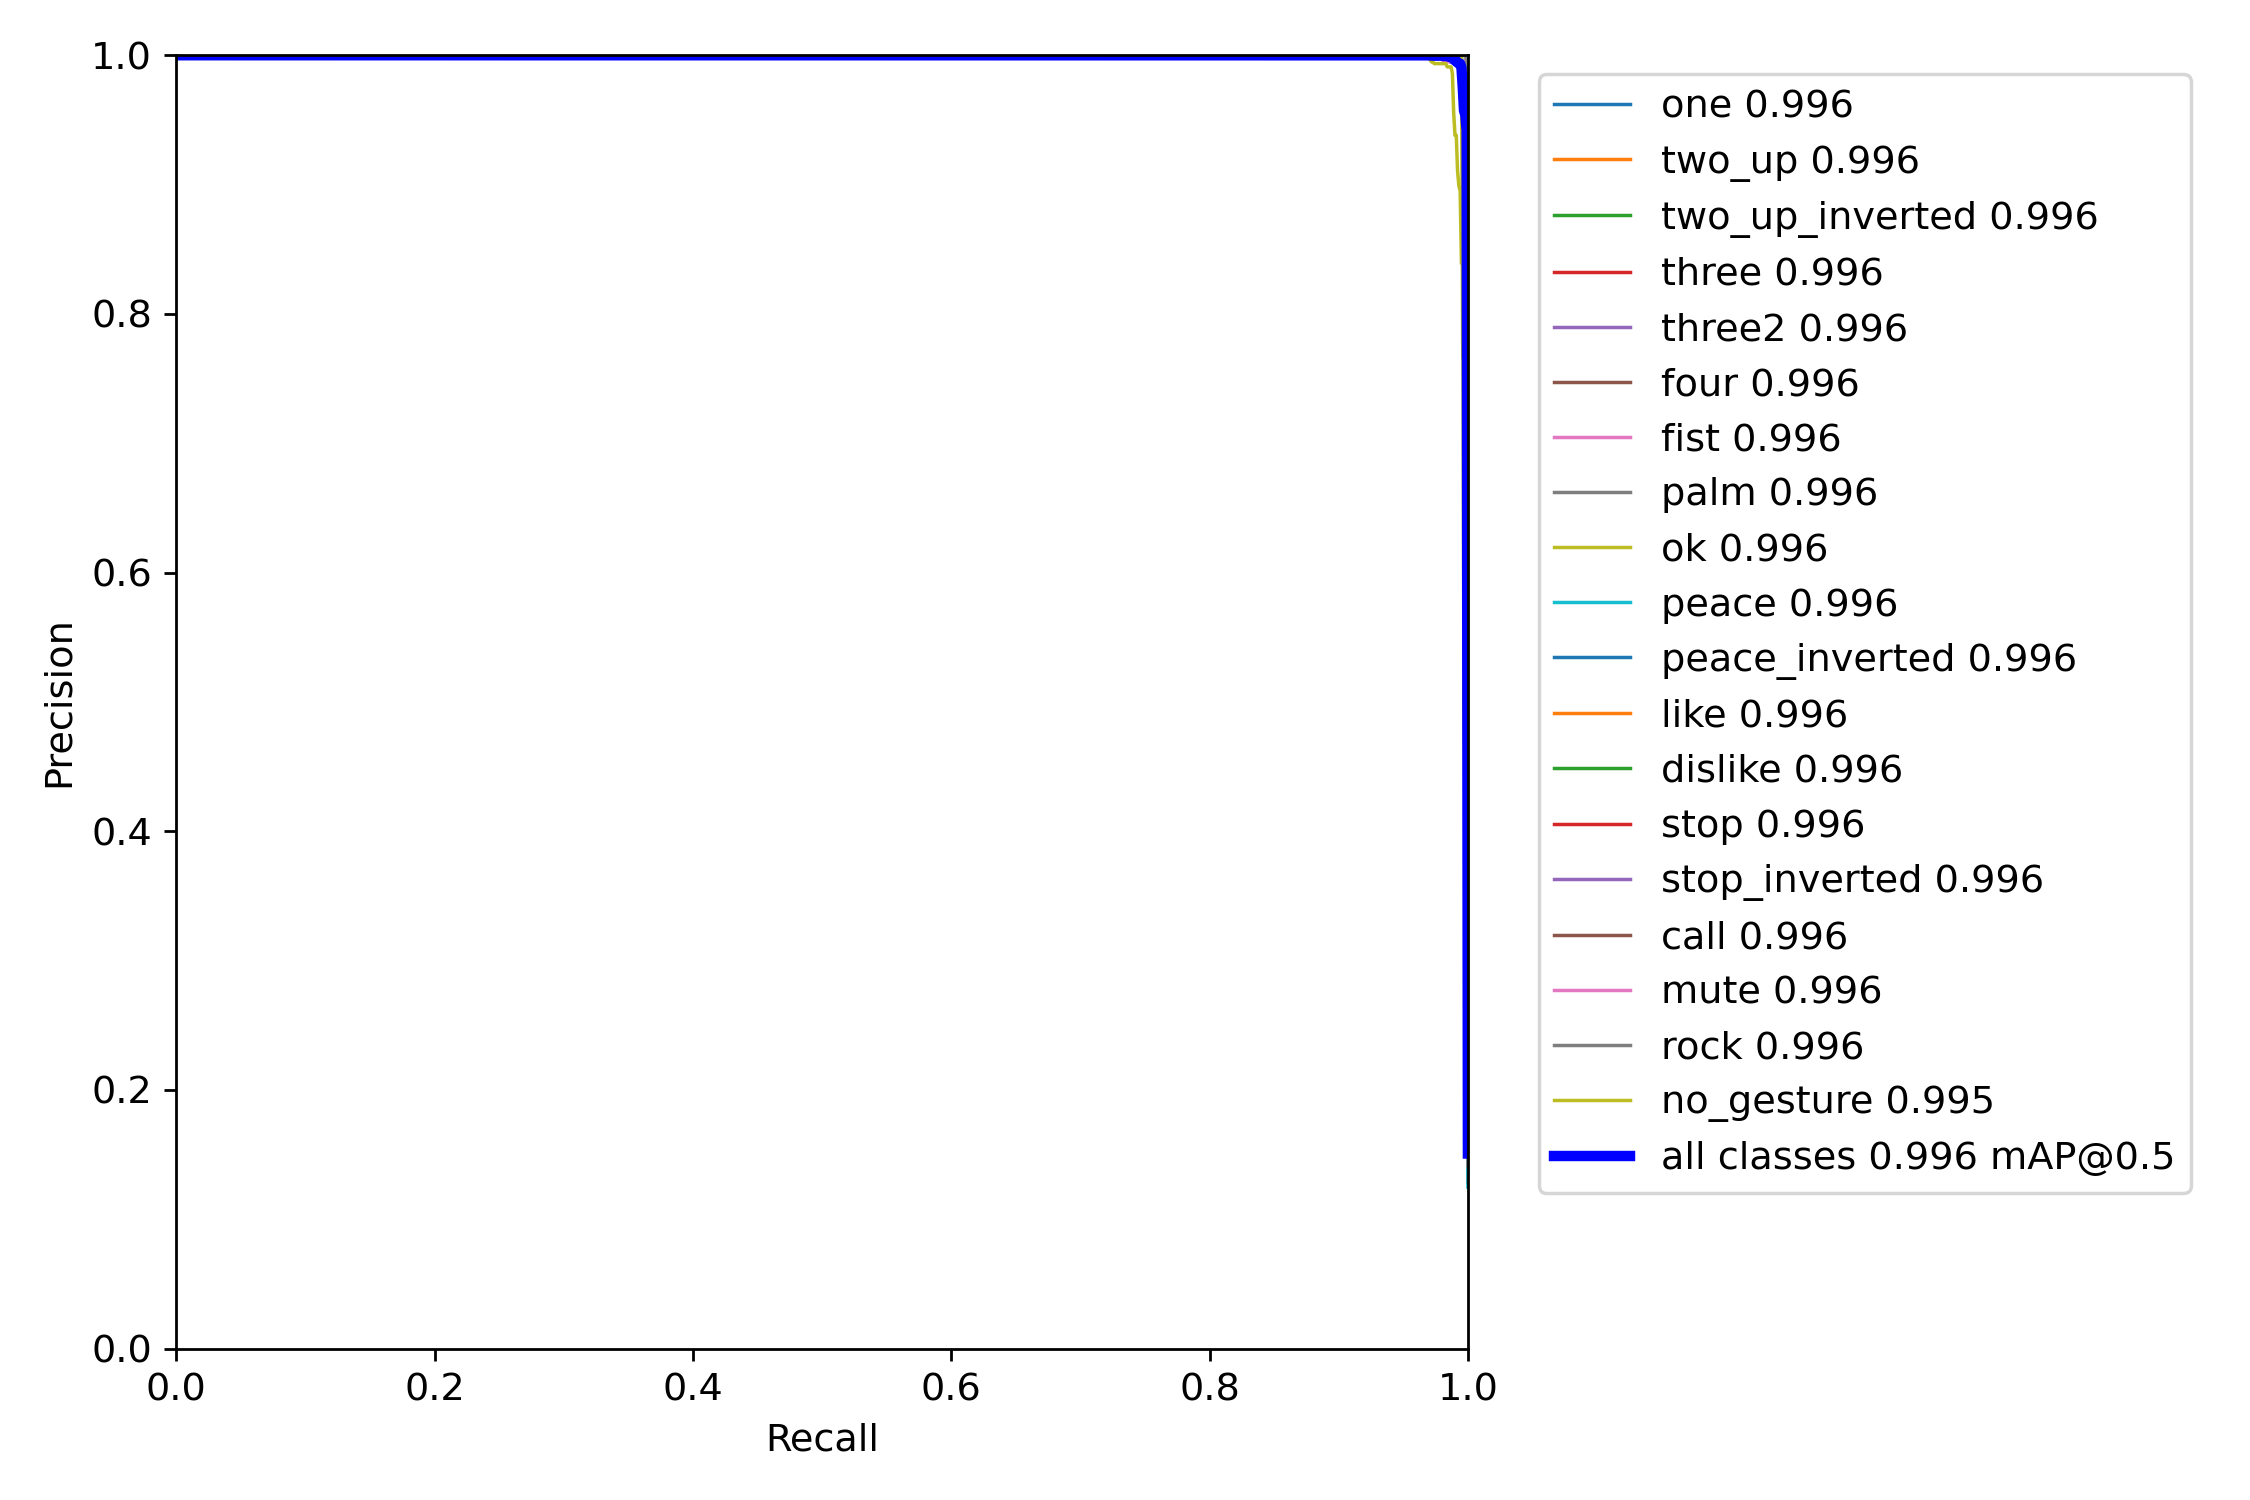 1.0
0.8
0.6
0.4
0.2
0.0
Precision
0.0 0.2 0.4 0.6 0.8 1.0
Recall
one 0.996
two_up 0.996
two_up_inverted 0.996
three 0.996
three2 0.996
four 0.996
fist 0.996
palm 0.996
ok 0.996
peace 0.996
peace_inverted 0.996
like 0.996
dislike 0.996
stop 0.996
stop_inverted 0.996
call 0.996
mute 0.996
rock 0.996
no_gesture 0.995
all classes 0.996 mAP@0.5